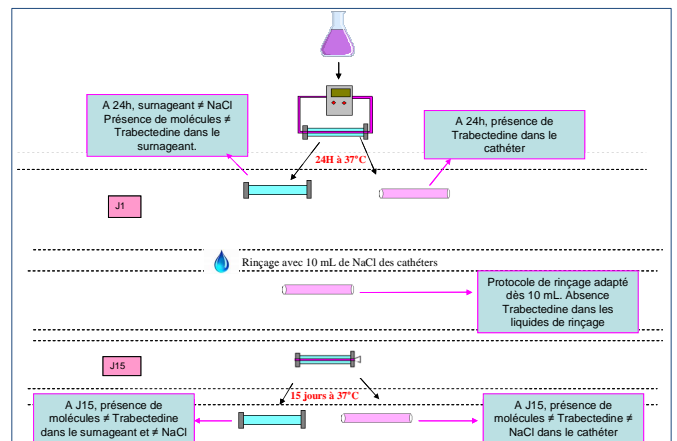 A 24h, surnageant ≠ NaCl
Présence de molécules ≠
Trabectedine dans le
surnageant.
A 24h, présence de
Trabectedine dans le
cathéter
24H à 37°C
J1
Rinçage avec 10 mL de NaCl des cathéters
Protocole de rinçage adapté
dès 10 mL. Absence
Trabectedine dans les
liquides de rinçage
J15
15 jours à 37°C
A J15, présence de
molécules ≠ Trabectedine
dans le surnageant et ≠ NaCl
A J15, présence de
molécules ≠ Trabectedine ≠
NaCl dans le cathéter